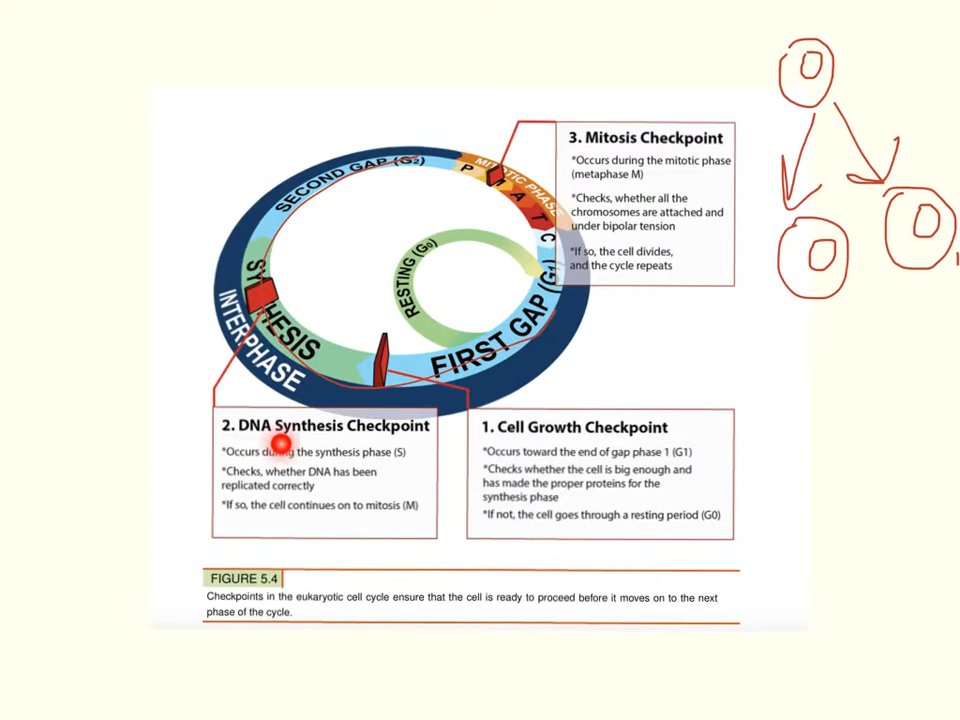 SECOND GAP (G2)
MITOTIC PHASE
P
M
A
T
C
RESTING (G0)
FIRST GAP (G1)
INTERPHASE
3. Mitosis Checkpoint
*Occurs during the mitotic phase
(metaphase M)
*Checks, whether all the
chromosomes are attached and
under bipolar tension
*If so, the cell divides,
and the cycle repeats
2. DNA Synthesis Checkpoint
*Occurs during the synthesis phase (S)
*Checks, whether DNA has been
replicated correctly
*If so, the cell continues on to mitosis (M)
1. Cell Growth Checkpoint
*Occurs toward the end of gap phase 1 (G1)
*Checks whether the cell is big enough and
has made the proper proteins for the
synthesis phase
*If not, the cell goes through a resting period (G0)
FIGURE 5.4
Checkpoints in the eukaryotic cell cycle ensure that the cell is ready to proceed before it moves on to the next
phase of the cycle.